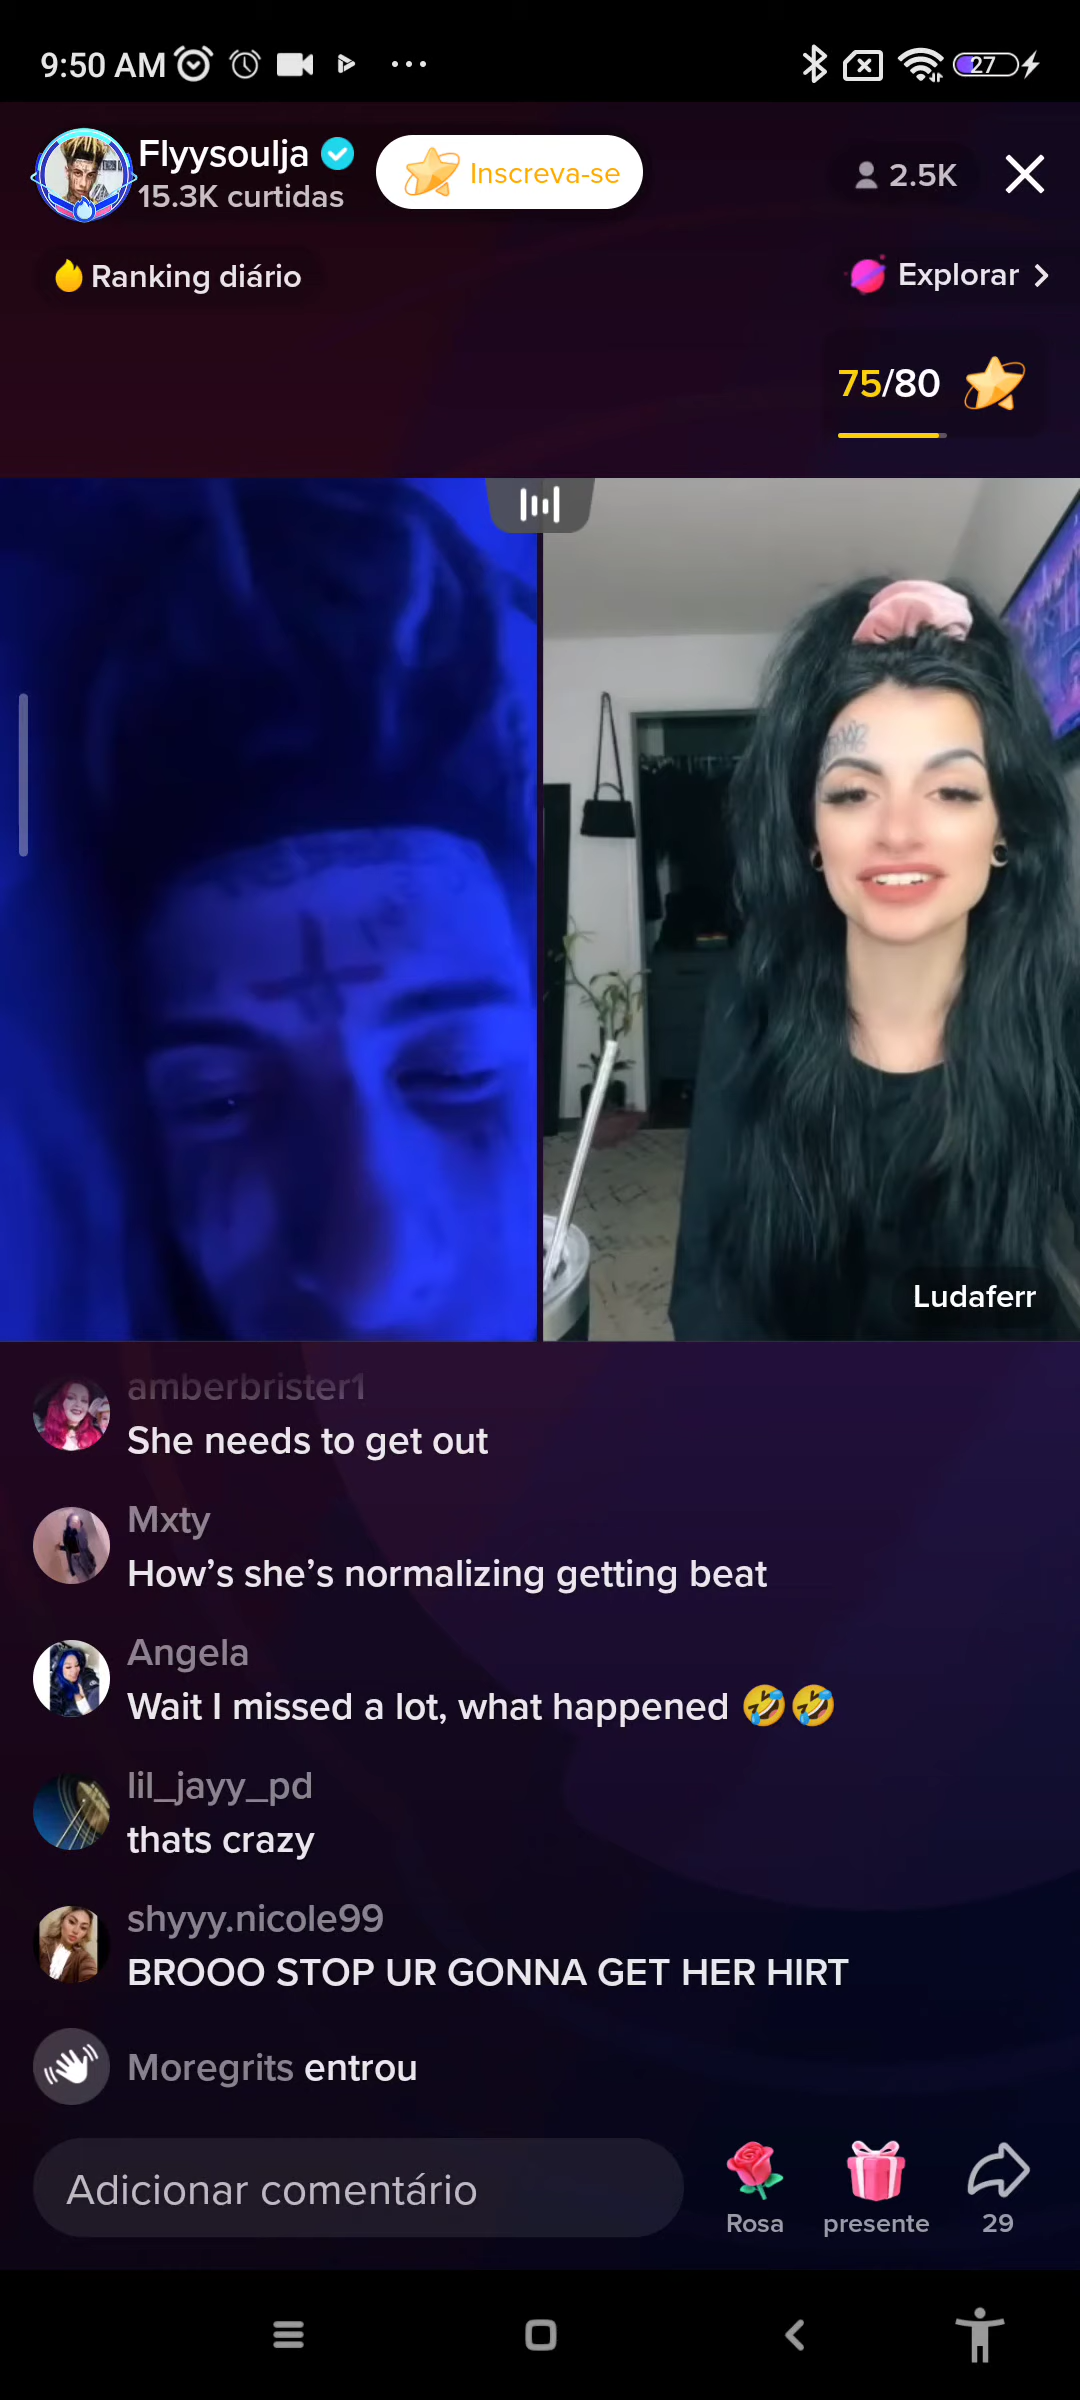 9:50 AM
27
Flyysoulja
15.3K curtidas
Inscreva-se
2.5K
Ranking diário
Explorar
75/80
Ludaferr
amberbrister1
She needs to get out
Mxty
How’s she’s normalizing getting beat
Angela
Wait I missed a lot, what happened 🤣🤣
lil_jayy_pd
thats crazy
shyyy.nicole99
BROOO STOP UR GONNA GET HER HIRT
Moregrits entrou
Adicionar comentário
Rosa
presente
29